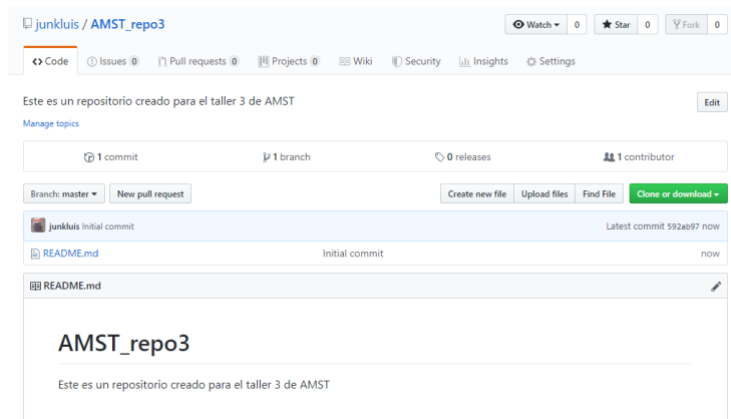 junkluis / AMST_repo3 Watch 0 Star 0 Fork 0
Code Issues 0 Pull requests 0 Projects 0 Wiki Security Insights Settings
Este es un repositorio creado para el taller 3 de AMST Edit
Manage topics
1 commit 1 branch 0 releases 1 contributor
Branch: master New pull request Create new file Upload files Find File Clone or download
junkluis Initial commit Latest commit 592ab97 now
README.md Initial commit now
README.md
AMST_repo3
Este es un repositorio creado para el taller 3 de AMST